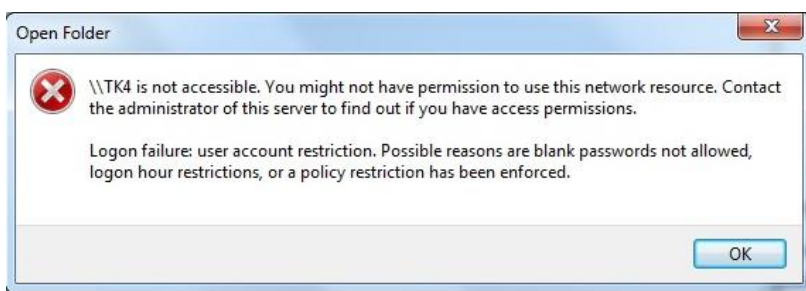 Open Folder
\\TK4 is not accessible. You might not have permission to use this network resource. Contact
the administrator of this server to find out if you have access permissions.
Logon failure: user account restriction. Possible reasons are blank passwords not allowed,
logon hour restrictions, or a policy restriction has been enforced.
OK